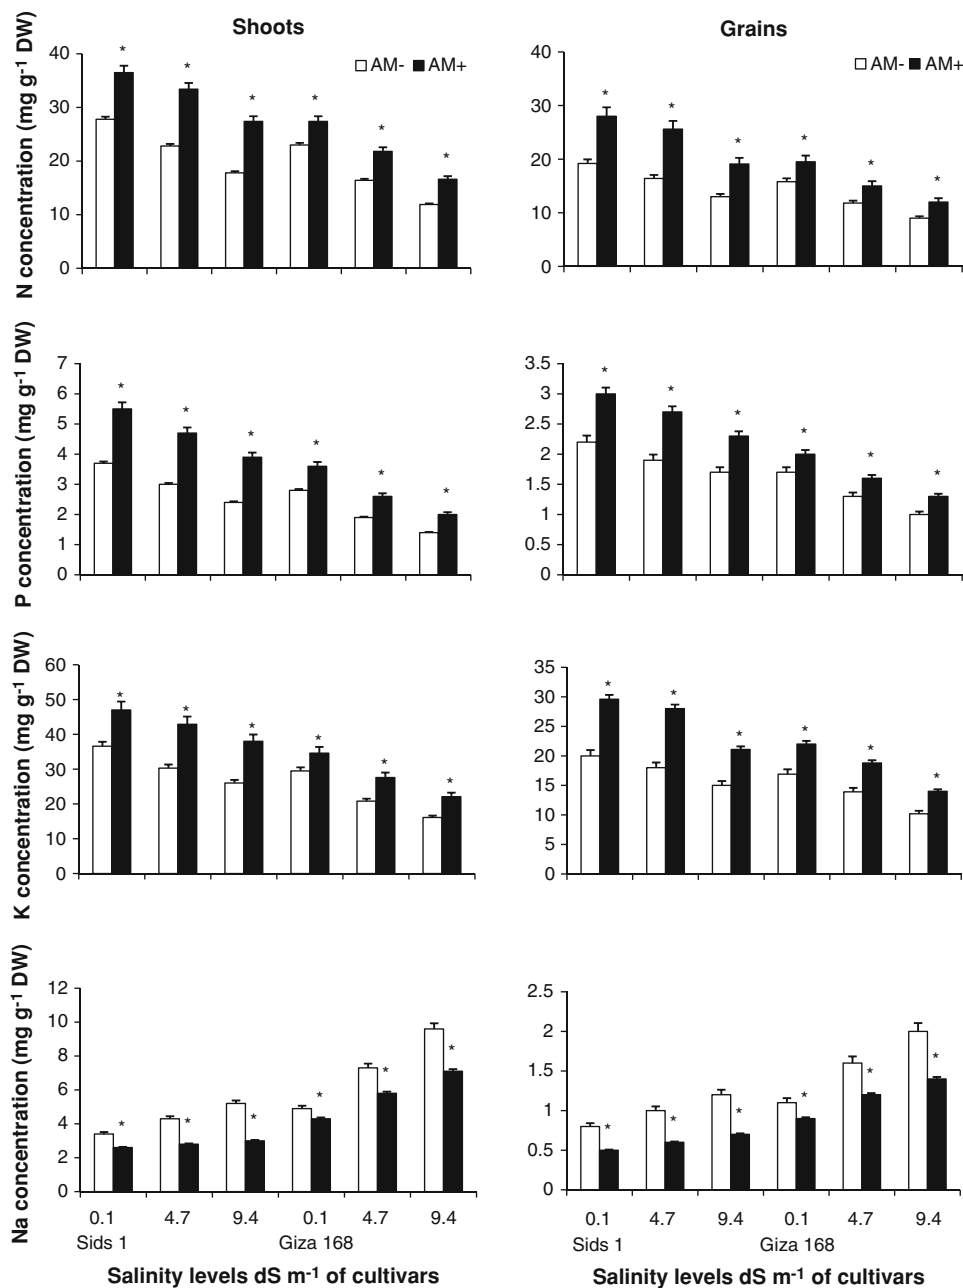 Shoots
Grains
N concentration (mg g-1 DW)
40
30
20
10
0
AM- AM+
* * * * * *
40
30
20
10
0
AM- AM+
* * * * * *
P concentration (mg g-1 DW)
7
6
5
4
3
2
1
0
* * * * * *
3.5
3
2.5
2
1.5
1
0.5
0
* * * * * *
K concentration (mg g-1 DW)
60
50
40
30
20
10
0
* * * * * *
35
30
25
20
15
10
5
0
* * * * * *
Na concentration (mg g-1 DW)
12
10
8
6
4
2
0
* * * * * *
0.1 4.7 9.4 0.1 4.7 9.4
Sids 1 Giza 168
Salinity levels dS m-1 of cultivars
2.5
2
1.5
1
0.5
0
* * * * * *
0.1 4.7 9.4 0.1 4.7 9.4
Sids 1 Giza 168
Salinity levels dS m-1 of cultivars